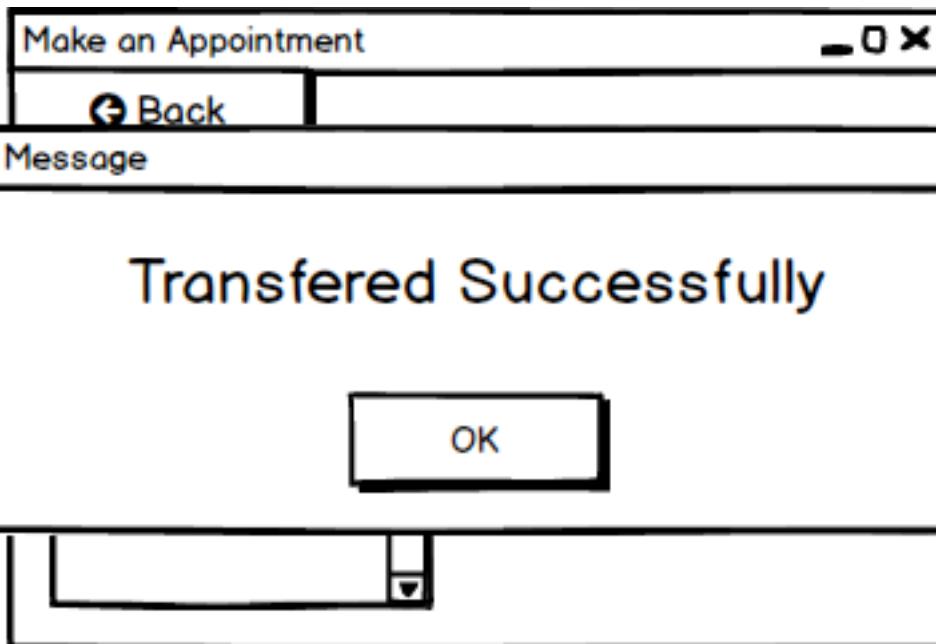 Make an Appointment
Back
Message
Transfered Successfully
OK